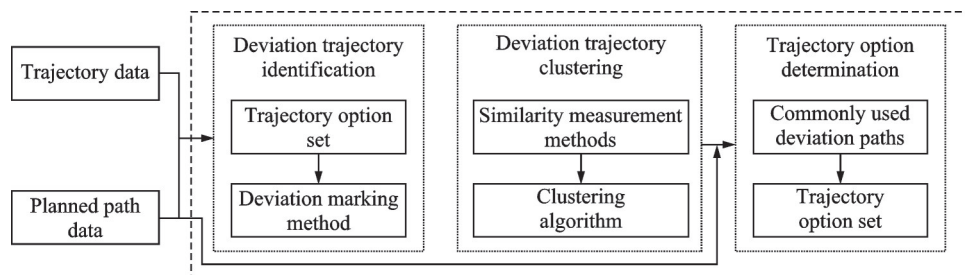 Trajectory data
Planned path
data
Deviation trajectory
identification
Trajectory option
set
Deviation marking
method
Deviation trajectory
clustering
Similarity measurement
methods
Clustering
algorithm
Trajectory option
determination
Commonly used
deviation paths
Trajectory
option set